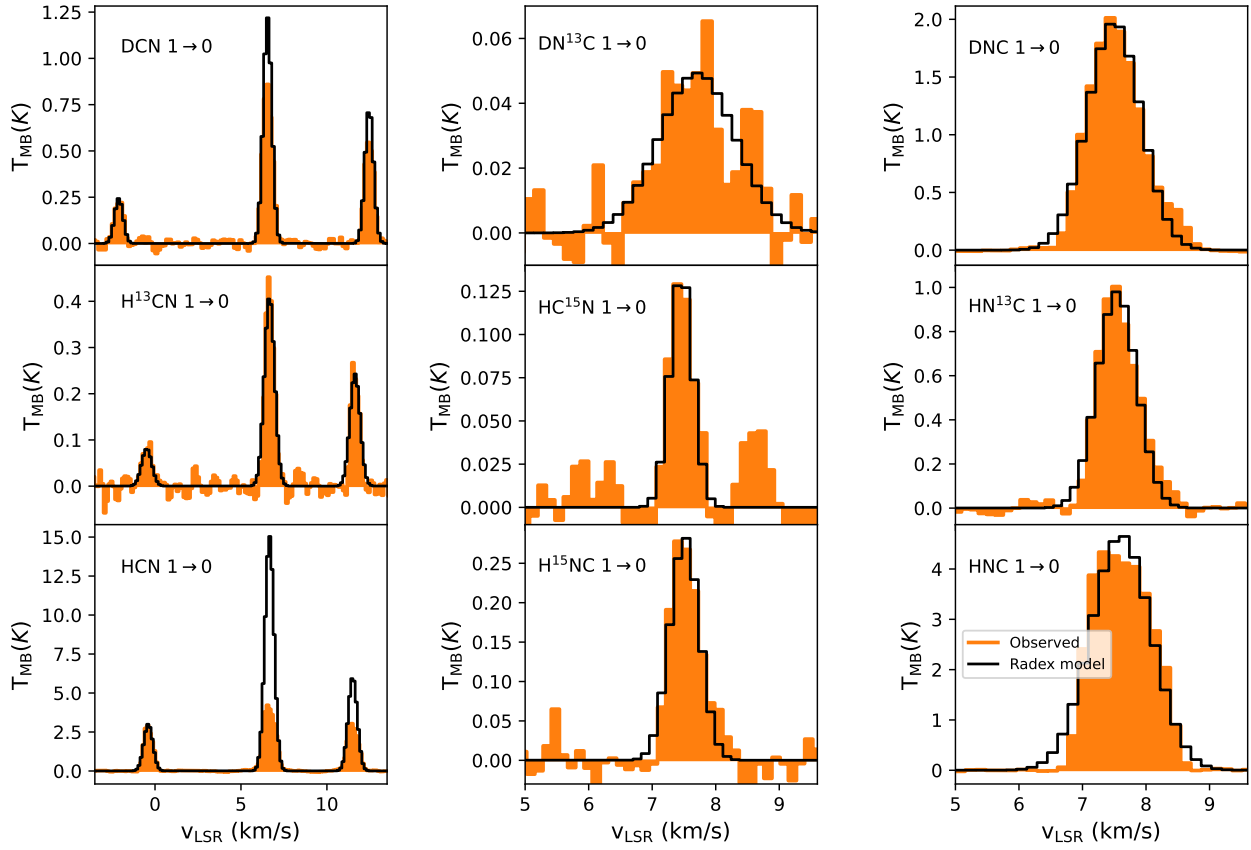 DCN 1→0
T_MB(K)
1.25
1.00
0.75
0.50
0.25
0.00
DN¹³C 1→0
T_MB(K)
0.06
0.04
0.02
0.00
DNC 1→0
T_MB(K)
2.0
1.5
1.0
0.5
0.0
H¹³CN 1→0
T_MB(K)
0.4
0.3
0.2
0.1
0.0
HC¹⁵N 1→0
T_MB(K)
0.125
0.100
0.075
0.050
0.025
0.000
HN¹³C 1→0
T_MB(K)
1.0
0.8
0.6
0.4
0.2
0.0
HCN 1→0
T_MB(K)
15.0
12.5
10.0
7.5
5.0
2.5
0.0
0 5 10
v_LSR (km/s)
H¹⁵NC 1→0
T_MB(K)
0.25
0.20
0.15
0.10
0.05
0.00
5 6 7 8 9
v_LSR (km/s)
HNC 1→0
T_MB(K)
4
3
2
1
0
Observed
Radex model
5 6 7 8 9
v_LSR (km/s)